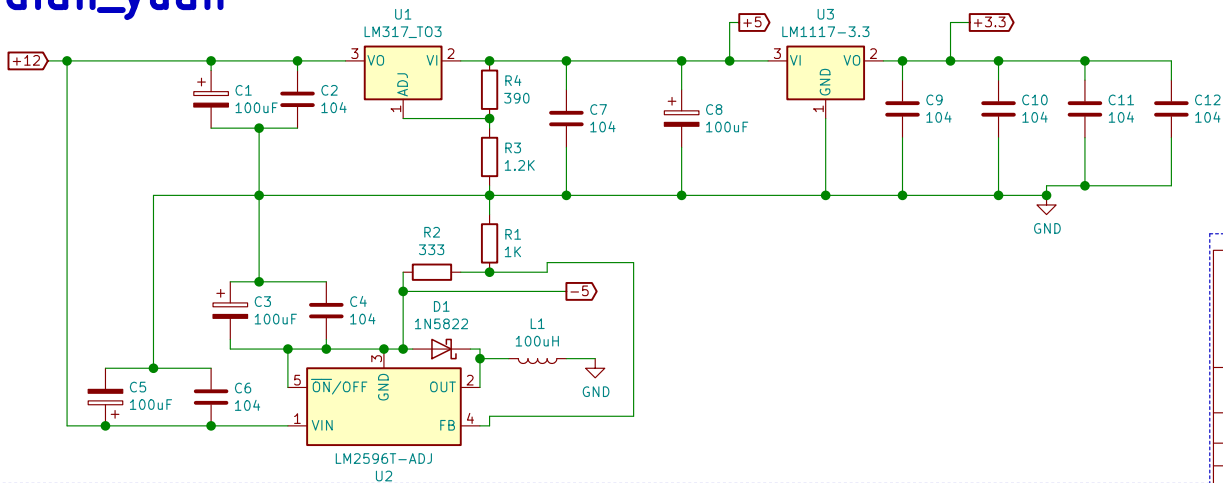 dian_yuan
U1
LM317_TO3
+12
3
VO
VI
2
ADJ
1
+
C1
100uF
C2
104
R4
390
R3
1.2K
C7
104
+
C8
100uF
+5
U3
LM1117-3.3
3
VI
VO
2
GND
1
+3.3
C9
104
C10
104
C11
104
C12
104
GND
R2
333
R1
1K
-5
+
C3
100uF
C4
104
D1
1N5822
L1
100uH
GND
C5
100uF
+
C6
104
5
ON/OFF
3
GND
OUT
2
1
VIN
FB
4
LM2596T-ADJ
U2